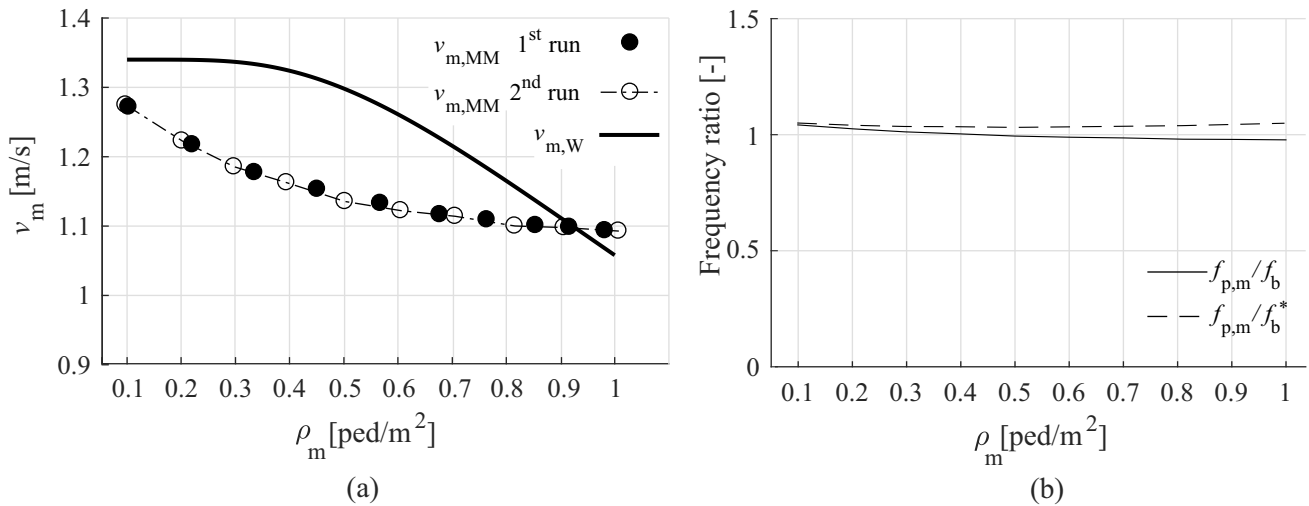 1.4
1.3
1.2
1.1
1
0.9
v_m [m/s]
v_m,MM 1st run
v_m,MM 2nd run
v_m,W
0.1 0.2 0.3 0.4 0.5 0.6 0.7 0.8 0.9 1
ρ_m [ped/m²]
(a)
1.5
1
0.5
0
Frequency ratio [-]
f_p,m/f_b
f_p,m/f_b*
0.1 0.2 0.3 0.4 0.5 0.6 0.7 0.8 0.9 1
ρ_m [ped/m²]
(b)